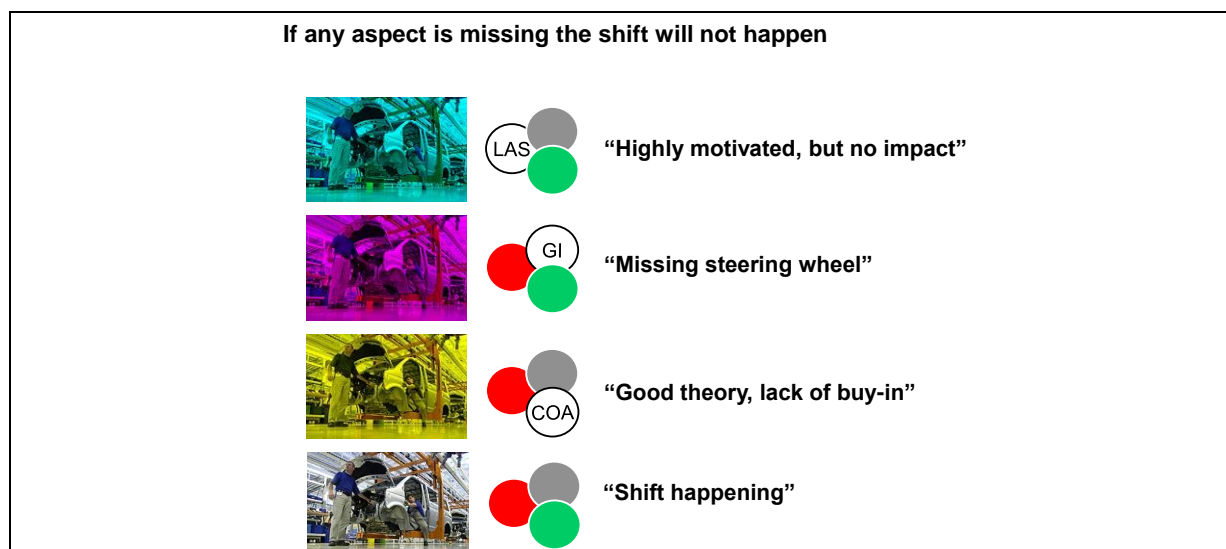 If any aspect is missing the shift will not happen
LAS
“Highly motivated, but no impact”
GI
“Missing steering wheel”
COA
“Good theory, lack of buy-in”
“Shift happening”